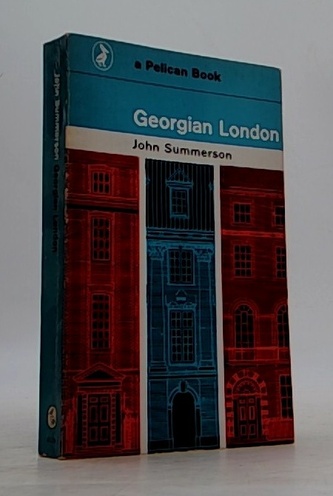 a Pelican Book
Georgian London
John Summerson
John Summerson Georgian London